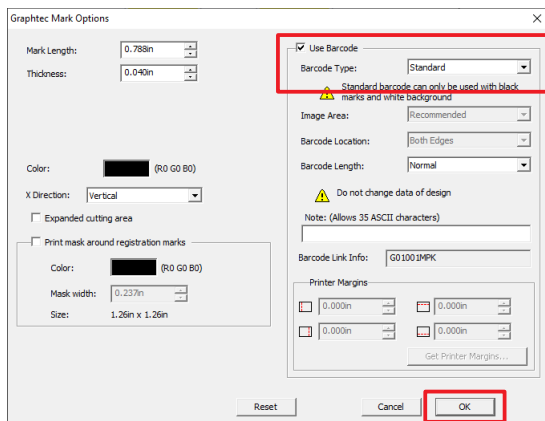 Graphtec Mark Options
Mark Length: 0.788in
Thickness: 0.040in
Color: (R0 G0 B0)
X Direction: Vertical
Expanded cutting area
Print mask around registration marks
Color: (R0 G0 B0)
Mask width: 0.237in
Size: 1.26in x 1.26in
Use Barcode
Barcode Type: Standard
Standard barcode can only be used with black
marks and white background
Image Area: Recommended
Barcode Location: Both Edges
Barcode Length: Normal
Do not change data of design
Note: (Allows 35 ASCII characters)
Barcode Link Info: G01001MPK
Printer Margins
0.000in 0.000in
0.000in 0.000in
Get Printer Margins...
Reset Cancel OK